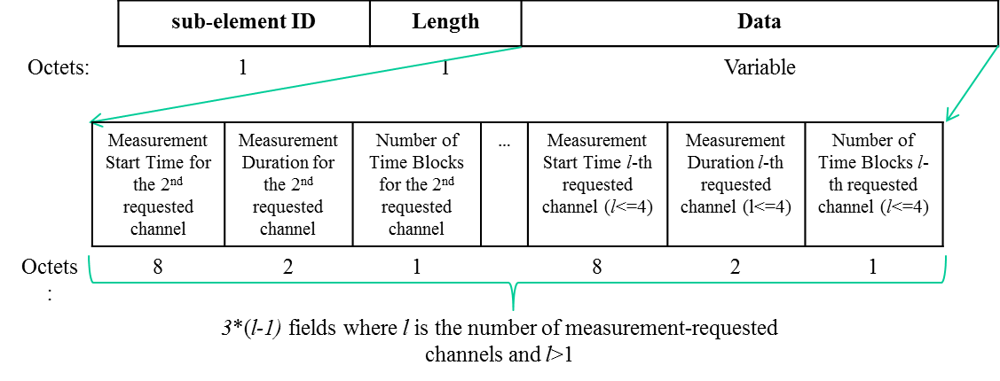 sub-element ID Length Data
Octets: 1 1 Variable
Measurement Start Time for the 2nd requested channel
Measurement Duration for the 2nd requested channel
Number of Time Blocks for the 2nd requested channel
...
Measurement Start Time l-th requested channel (l<=4)
Measurement Duration l-th requested channel (l<=4)
Number of Time Blocks l-th requested channel (l<=4)
Octets : 8 2 1 8 2 1
3*(l-1) fields where l is the number of measurement-requested
channels and l>1